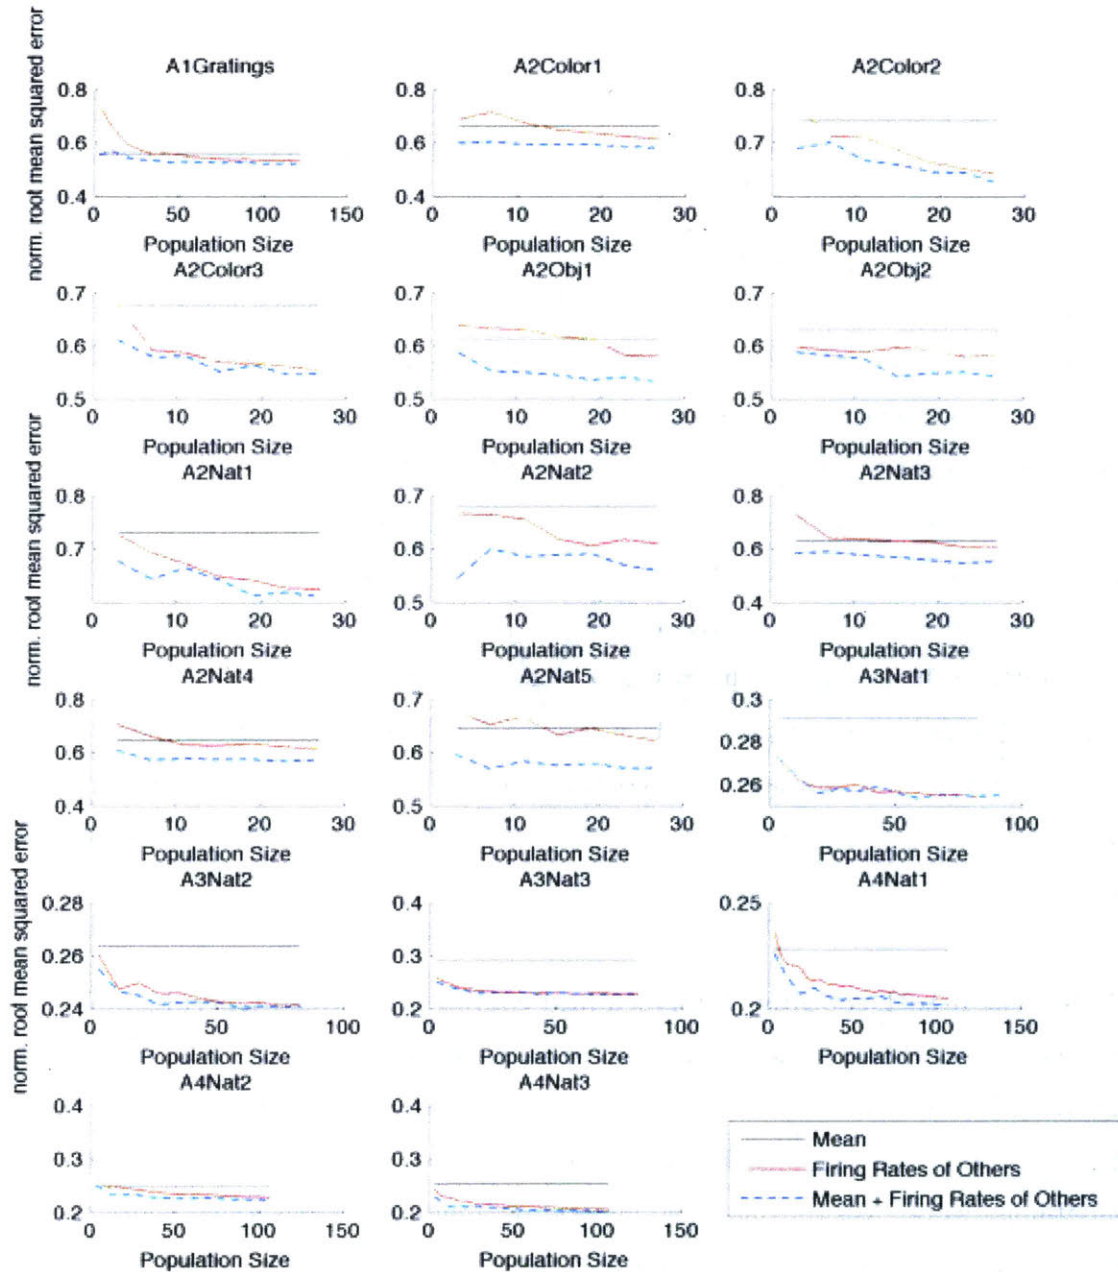 norm. root mean squared error
A1Gratings
A2Color1
A2Color2
0.8
0.6
0.4
0 50 100 150
Population Size
0.8
0.6
0.4
0 10 20 30
Population Size
0.8
0.7
0 10 20 30
Population Size
A2Color3
A2Obj1
A2Obj2
0.7
0.6
0.5
0 10 20 30
Population Size
0.7
0.6
0.5
0 10 20 30
Population Size
0.7
0.6
0.5
0 10 20 30
Population Size
norm. root mean squared error
A2Nat1
A2Nat2
A2Nat3
0.8
0.7
0 10 20 30
Population Size
0.7
0.6
0.5
0 10 20 30
Population Size
0.8
0.6
0.4
0 10 20 30
Population Size
A2Nat4
A2Nat5
A3Nat1
0.8
0.6
0.4
0 10 20 30
Population Size
0.7
0.6
0.5
0 10 20 30
Population Size
0.3
0.28
0.26
0 50 100
Population Size
norm. root mean squared error
A3Nat2
A3Nat3
A4Nat1
0.28
0.26
0.24
0 50 100
Population Size
0.4
0.3
0.2
0 50 100
Population Size
0.25
0.2
0 50 100 150
Population Size
A4Nat2
A4Nat3
0.4
0.3
0.2
0 50 100 150
Population Size
0.4
0.3
0.2
0 50 100 150
Population Size
Mean
Firing Rates of Others
Mean + Firing Rates of Others